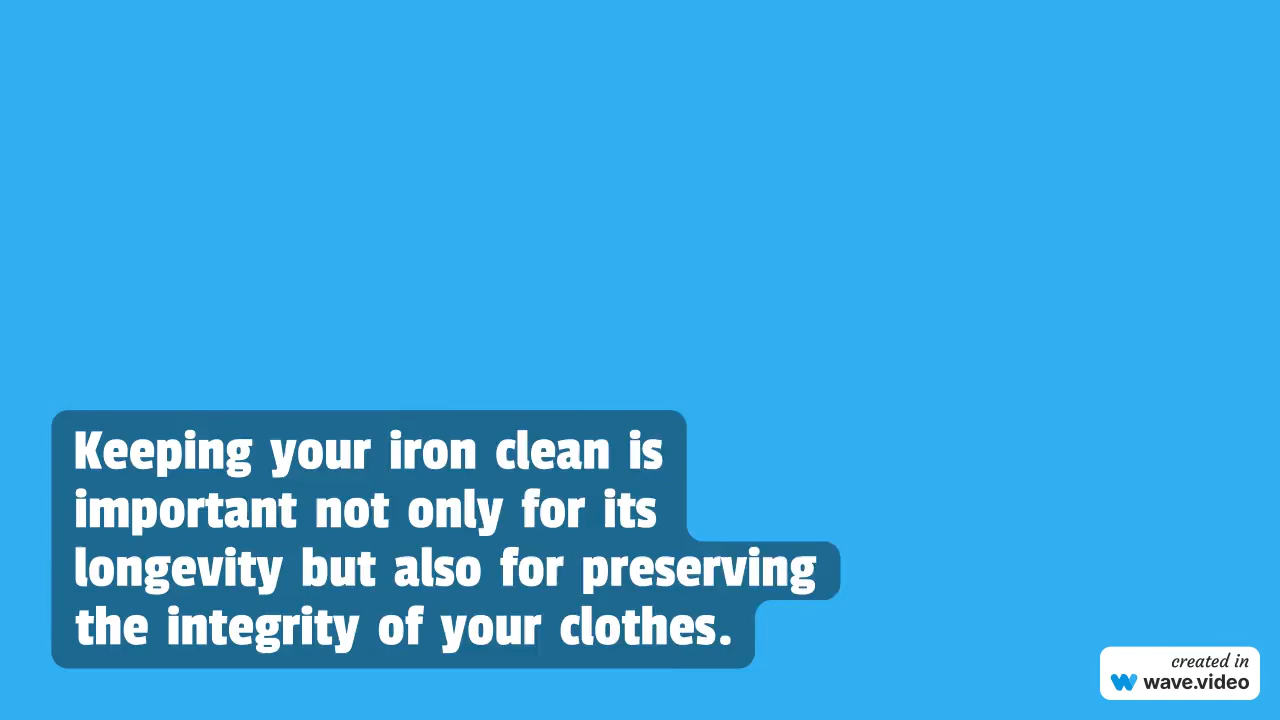 Keeping your iron clean is
important not only for its
longevity but also for preserving
the integrity of your clothes.
created in
wave.video